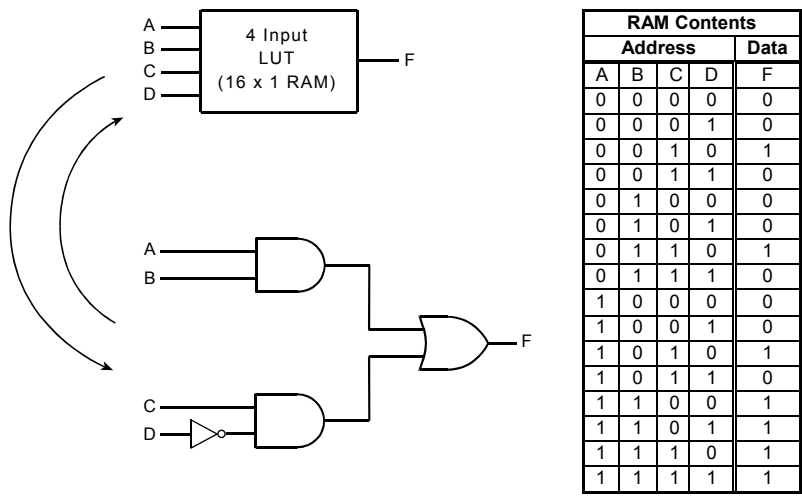 A
B
C
D
4 Input
LUT
(16 x 1 RAM)
F
A
B
C
D
F
RAM Contents
Address Data
A B C D F
0 0 0 0 0
0 0 0 1 0
0 0 1 0 1
0 0 1 1 0
0 1 0 0 0
0 1 0 1 0
0 1 1 0 1
0 1 1 1 0
1 0 0 0 0
1 0 0 1 0
1 0 1 0 1
1 0 1 1 0
1 1 0 0 1
1 1 0 1 1
1 1 1 0 1
1 1 1 1 1